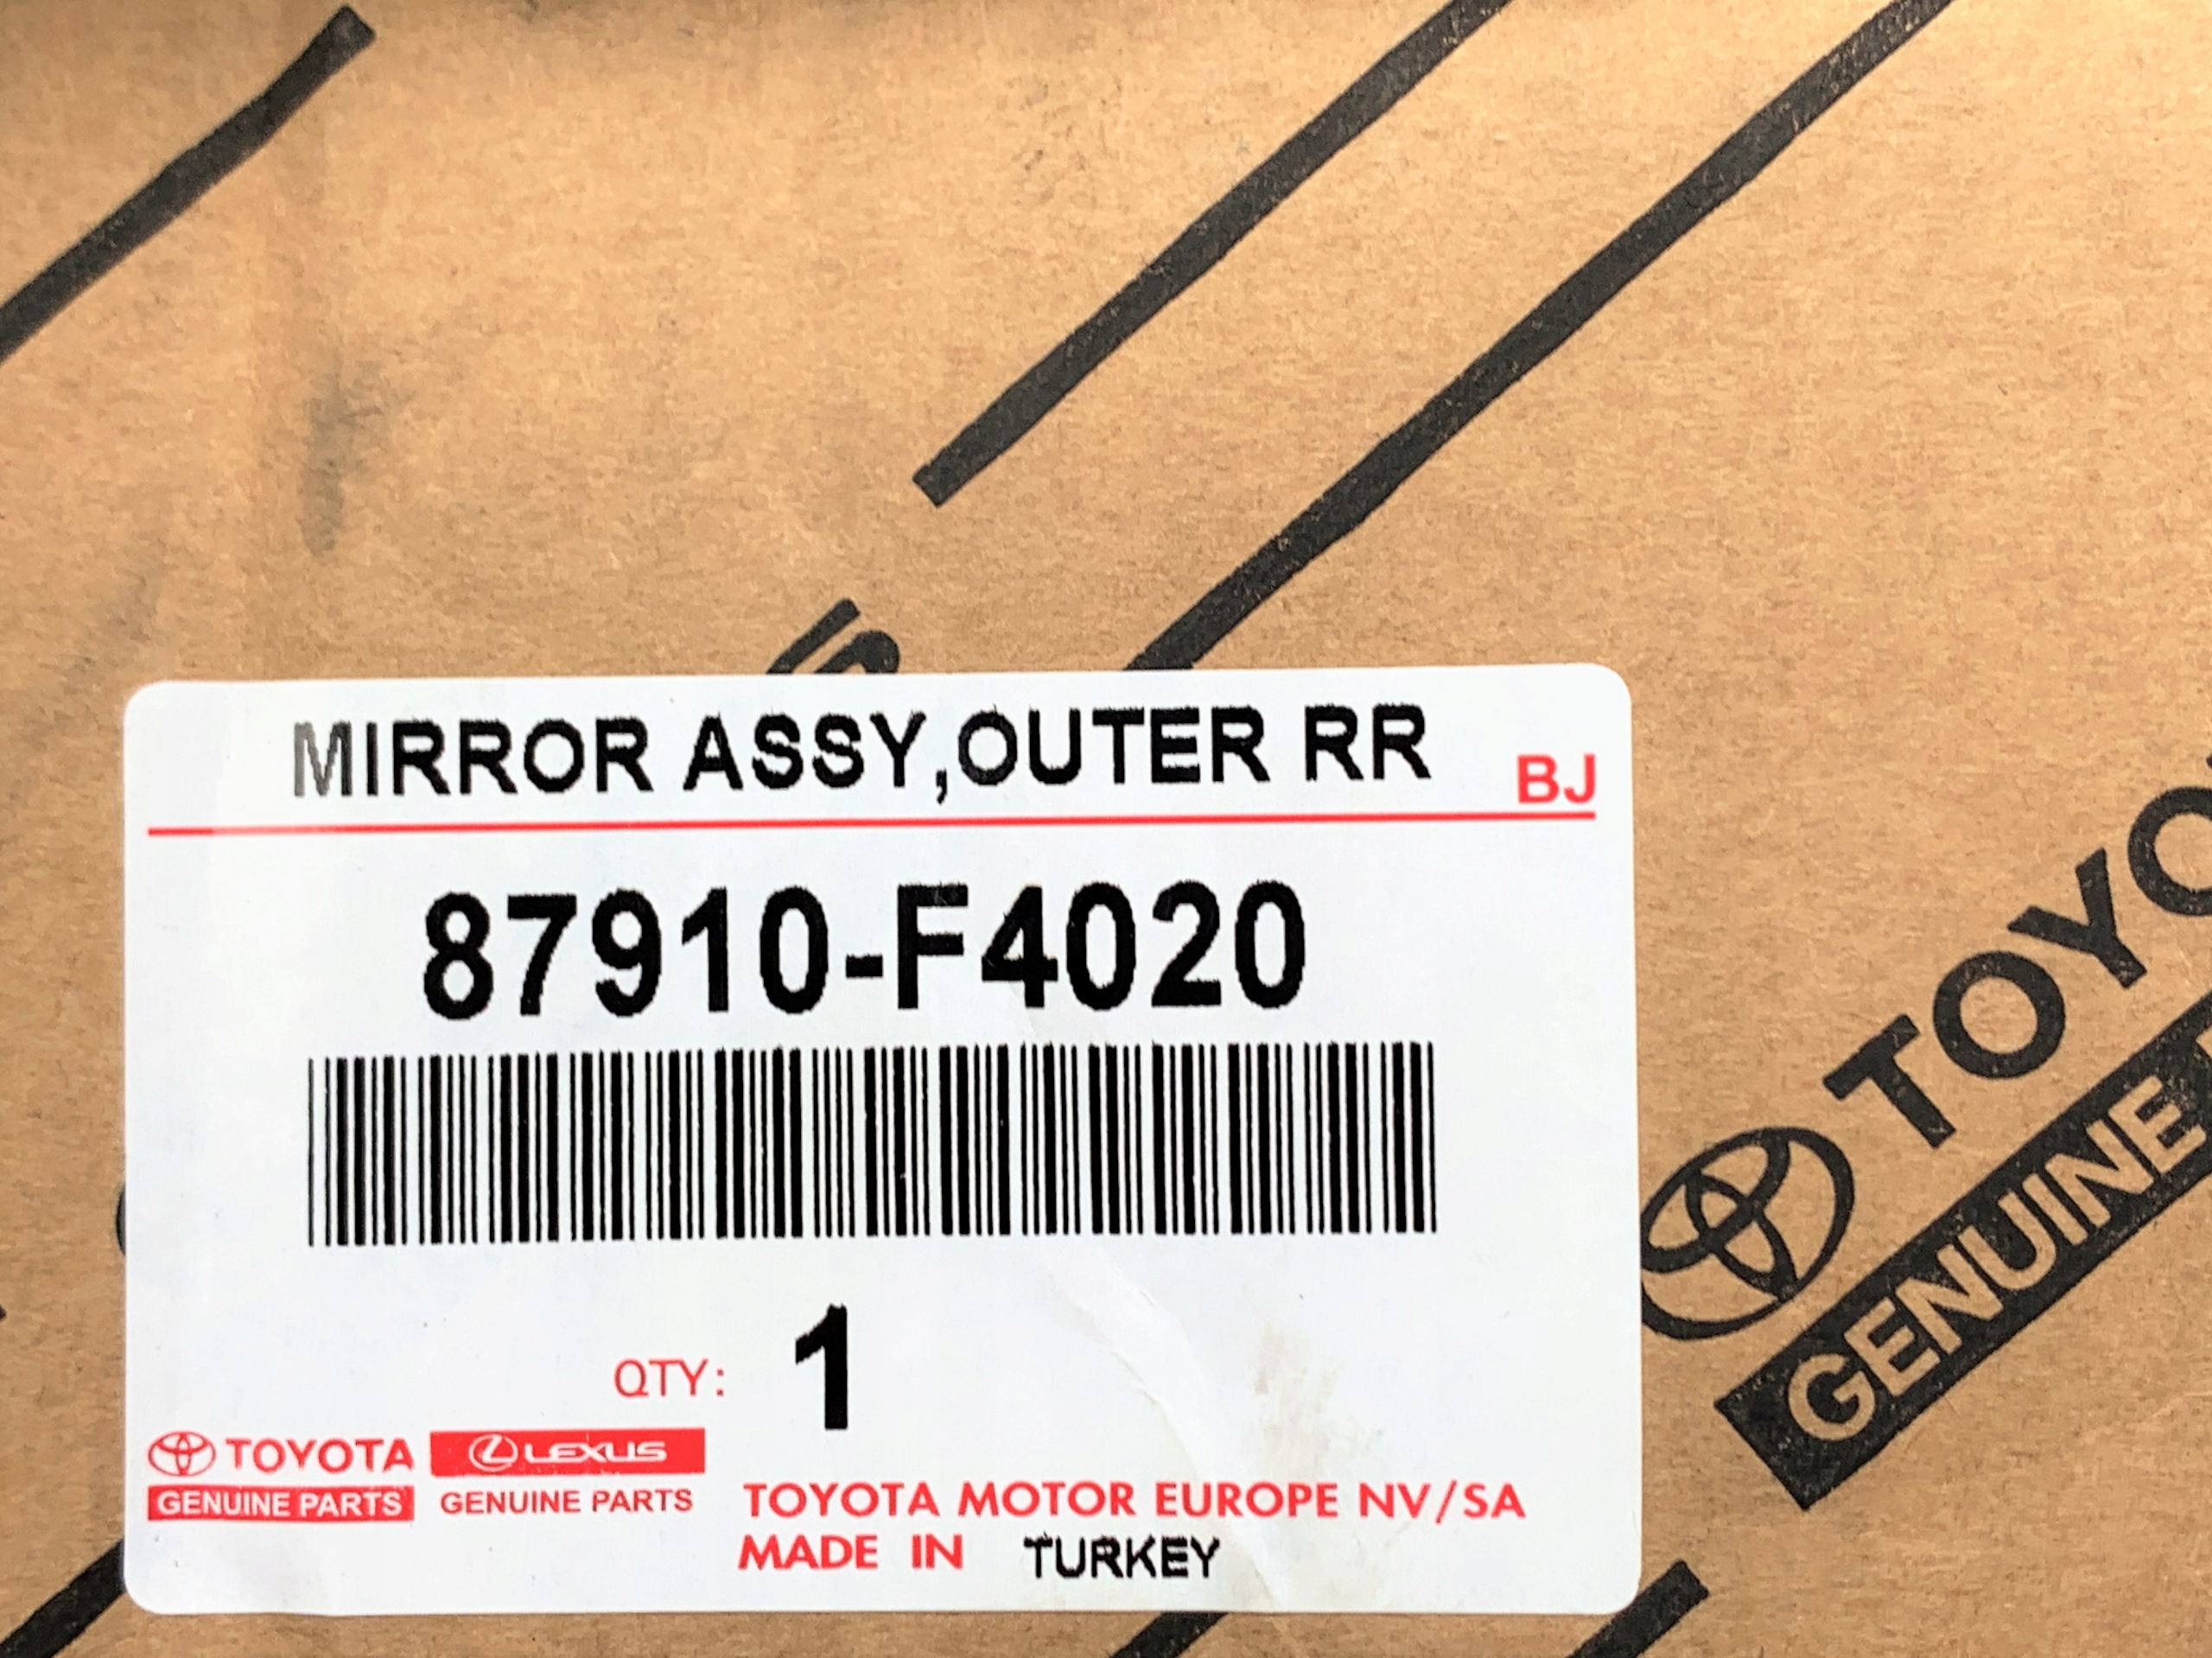 MIRROR ASSY,OUTER RR
BJ
87910-F4020
QTY: 1
TOYOTA LEXUS
GENUINE PARTS GENUINE PARTS
TOYOTA MOTOR EUROPE NV/SA
MADE IN TURKEY
GENUINE